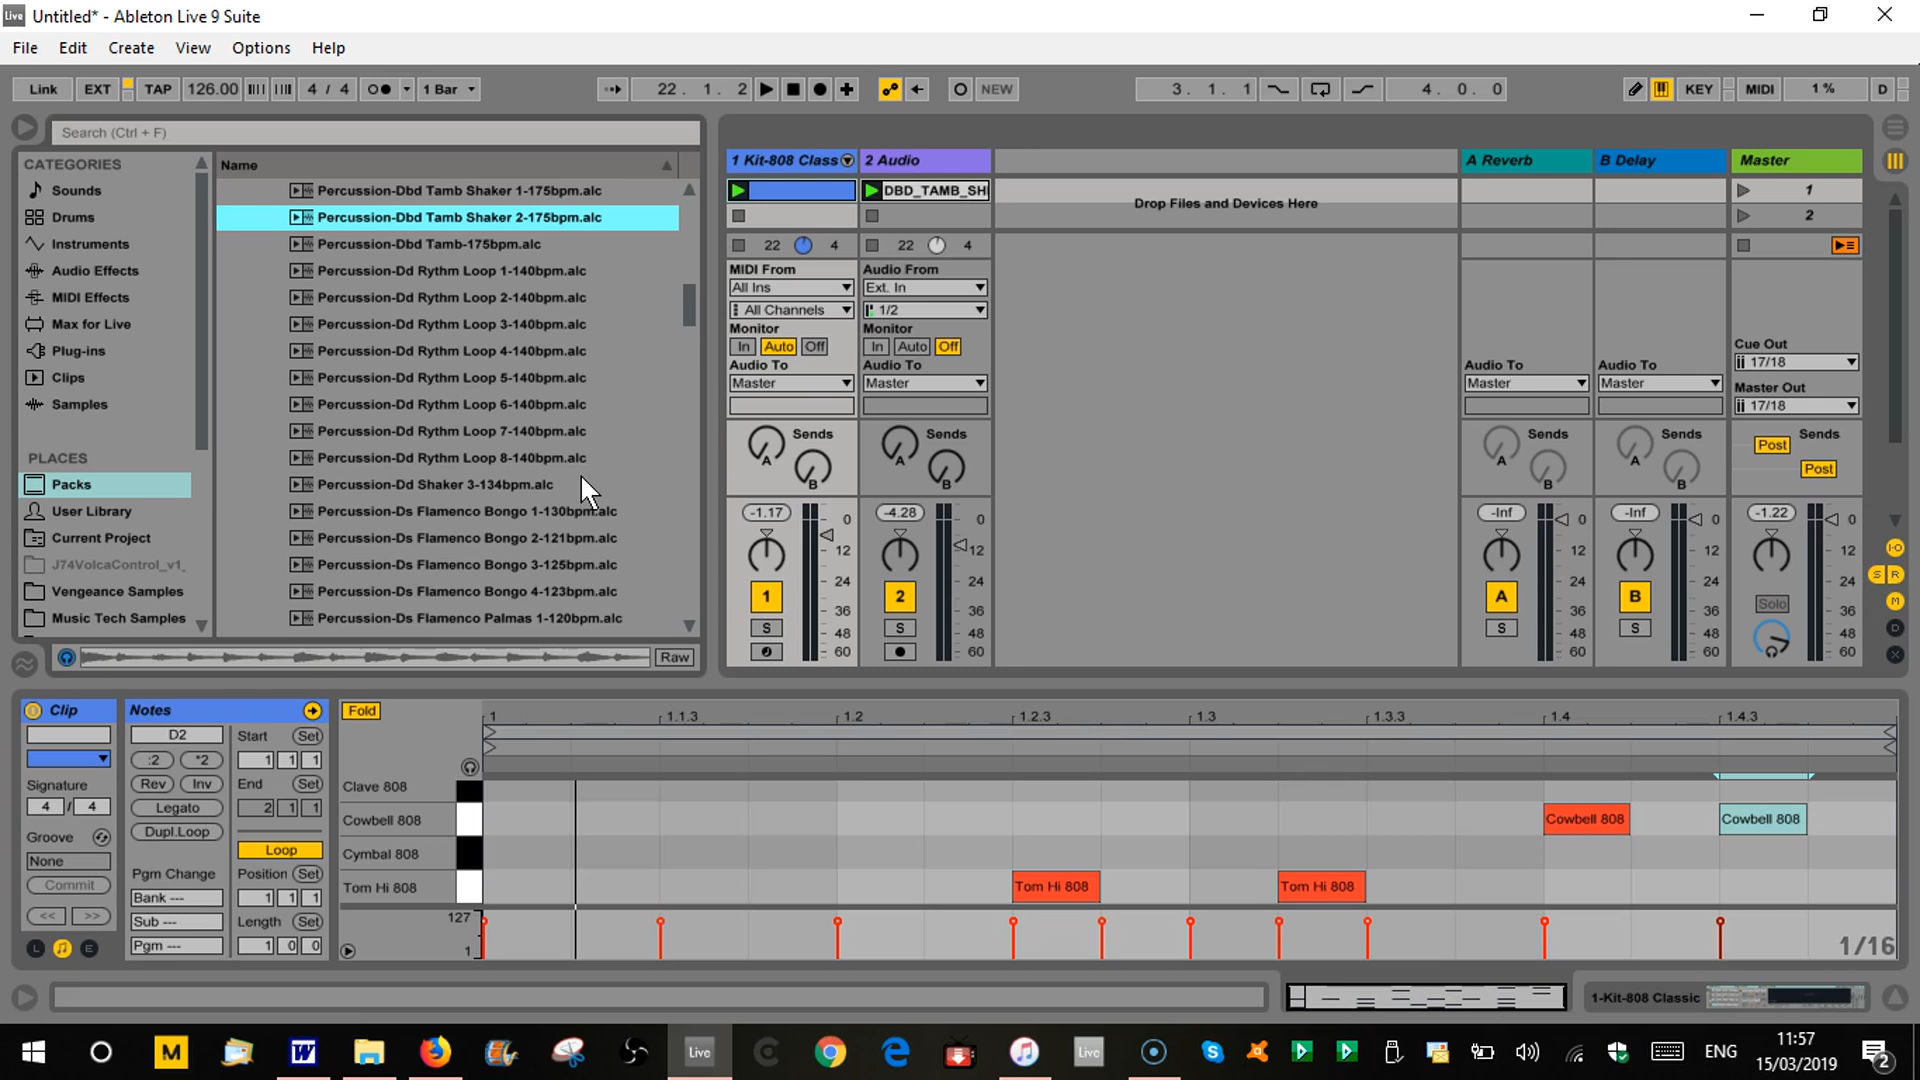 Live Untitled* - Ableton Live 9 Suite
File Edit Create View Options Help
Link EXT TAP 126.00 4 / 4 1 Bar 22. 1. 2 NEW 3. 1. 1 4. 0. 0 KEY MIDI 1 % D
Search (Ctrl + F)
CATEGORIES
Sounds
Drums
Instruments
Audio Effects
MIDI Effects
Max for Live
Plug-ins
Clips
Samples
PLACES
Packs
User Library
Current Project
J74VolcaControl_v1_
Vengeance Samples
Music Tech Samples
Name
Percussion-Dbd Tamb Shaker 1-175bpm.alc
Percussion-Dbd Tamb Shaker 2-175bpm.alc
Percussion-Dbd Tamb-175bpm.alc
Percussion-Dd Rythm Loop 1-140bpm.alc
Percussion-Dd Rythm Loop 2-140bpm.alc
Percussion-Dd Rythm Loop 3-140bpm.alc
Percussion-Dd Rythm Loop 4-140bpm.alc
Percussion-Dd Rythm Loop 5-140bpm.alc
Percussion-Dd Rythm Loop 6-140bpm.alc
Percussion-Dd Rythm Loop 7-140bpm.alc
Percussion-Dd Rythm Loop 8-140bpm.alc
Percussion-Dd Shaker 3-134bpm.alc
Percussion-Ds Flamenco Bongo 1-130bpm.alc
Percussion-Ds Flamenco Bongo 2-121bpm.alc
Percussion-Ds Flamenco Bongo 3-125bpm.alc
Percussion-Ds Flamenco Bongo 4-123bpm.alc
Percussion-Ds Flamenco Palmas 1-120bpm.alc
Raw
1 Kit-808 Class 2 Audio A Reverb B Delay Master
DBD_TAMB_SH 1
Drop Files and Devices Here
2
22 4 22 4
MIDI From Audio From
All Ins Ext. In
All Channels 1/2
Monitor Monitor
In Auto Off In Auto Off
Audio To Audio To Audio To Audio To
Master Master Master Master
Cue Out
17/18
Master Out
17/18
Sends Sends Sends Sends Sends
A A A A Post
B B B B Post
-1.17 -4.28 -Inf -Inf -1.22
0 0 0 0 0
12 12 12 12 12
24 24 24 24 24
1 2 A B
36 36 36 36 36
S S S S Solo
48 48 48 48 48
60 60 60 60 60
I·O
S R
M
D
X
Clip Notes Fold
D2 Start Set
:2 *2 1 1 1
Signature Rev Inv End Set
4 / 4 Legato 2 1 1
Groove Dupl.Loop
None Loop
Commit Pgm Change Position Set
Bank --- 1 1 1
<< >> Sub --- Length Set
L E Pgm --- 1 0 0
1 1.1.3 1.2 1.2.3 1.3 1.3.3 1.4 1.4.3
Clave 808
Cowbell 808 Cowbell 808 Cowbell 808
Cymbal 808
Tom Hi 808 Tom Hi 808 Tom Hi 808
127
1
1/16
1-Kit-808 Classic
M W Live Live ENG 11:57
15/03/2019
2